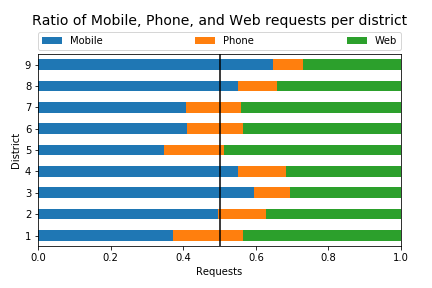 Ratio of Mobile, Phone, and Web requests per district
Mobile Phone Web
9
8
7
6
5
4
3
2
1
District
0.0 0.2 0.4 0.6 0.8 1.0
Requests